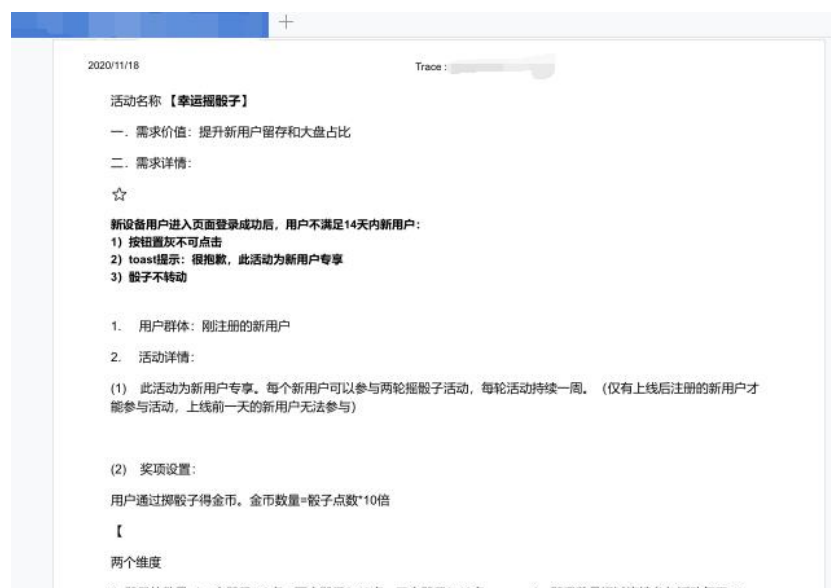 2020/11/18 Trace :
活动名称 【幸运摇骰子】
一. 需求价值: 提升新用户留存和大盘占比
二. 需求详情:
新设备用户进入页面登录成功后, 用户不满足14天内新用户:
1) 按钮置灰不可点击
2) toast提示: 很抱歉, 此活动为新用户专享
3) 骰子不转动
1. 用户群体: 刚注册的新用户
2. 活动详情:
(1) 此活动为新用户专享。每个新用户可以参与两轮摇骰子活动, 每轮活动持续一周。 (仅有上线后注册的新用户才
能参与活动, 上线前一天的新用户无法参与)
(2) 奖项设置:
用户通过掷骰子得金币。金币数量=骰子点数*10倍
【
两个维度